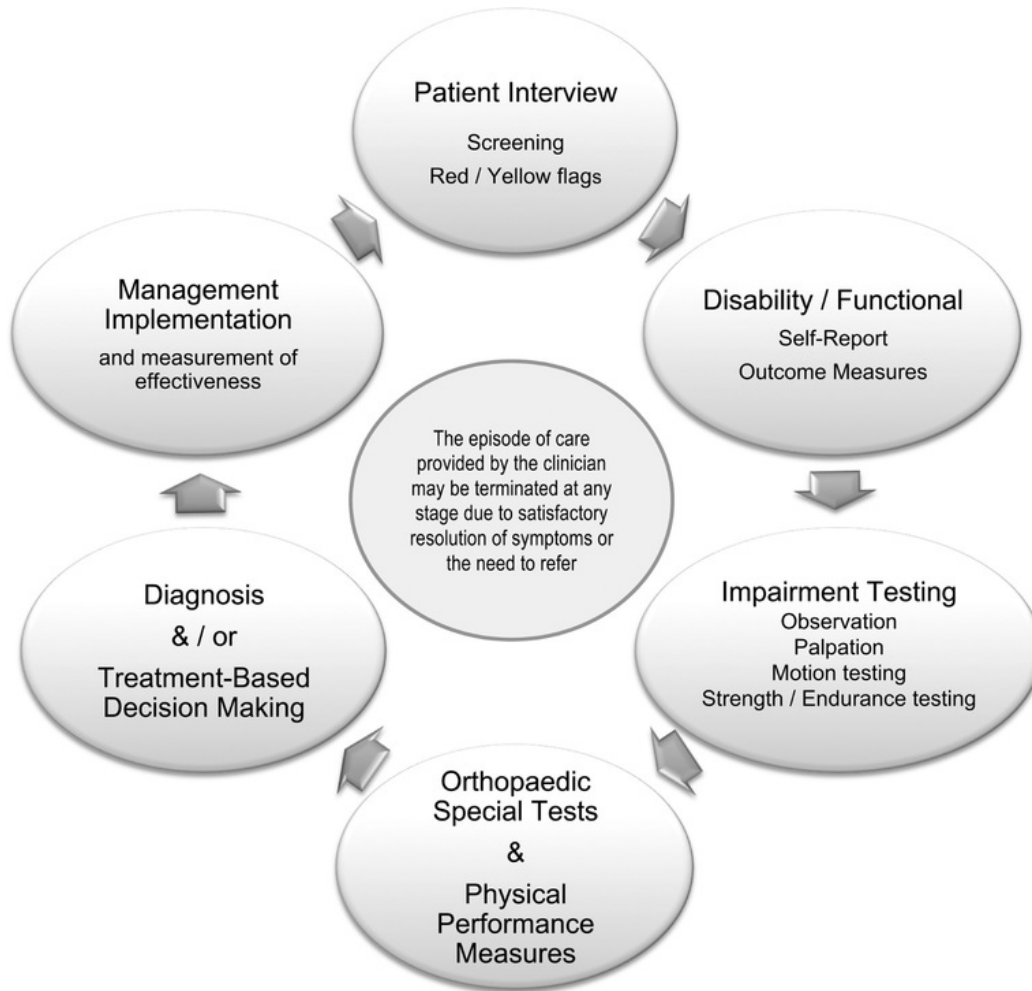 Patient Interview
Screening
Red / Yellow flags
Disability / Functional
Self-Report
Outcome Measures
Impairment Testing
Observation
Palpation
Motion testing
Strength / Endurance testing
Orthopaedic
Special Tests
&
Physical
Performance
Measures
Diagnosis
& / or
Treatment-Based
Decision Making
Management
Implementation
and measurement of
effectiveness
The episode of care
provided by the clinician
may be terminated at any
stage due to satisfactory
resolution of symptoms or
the need to refer